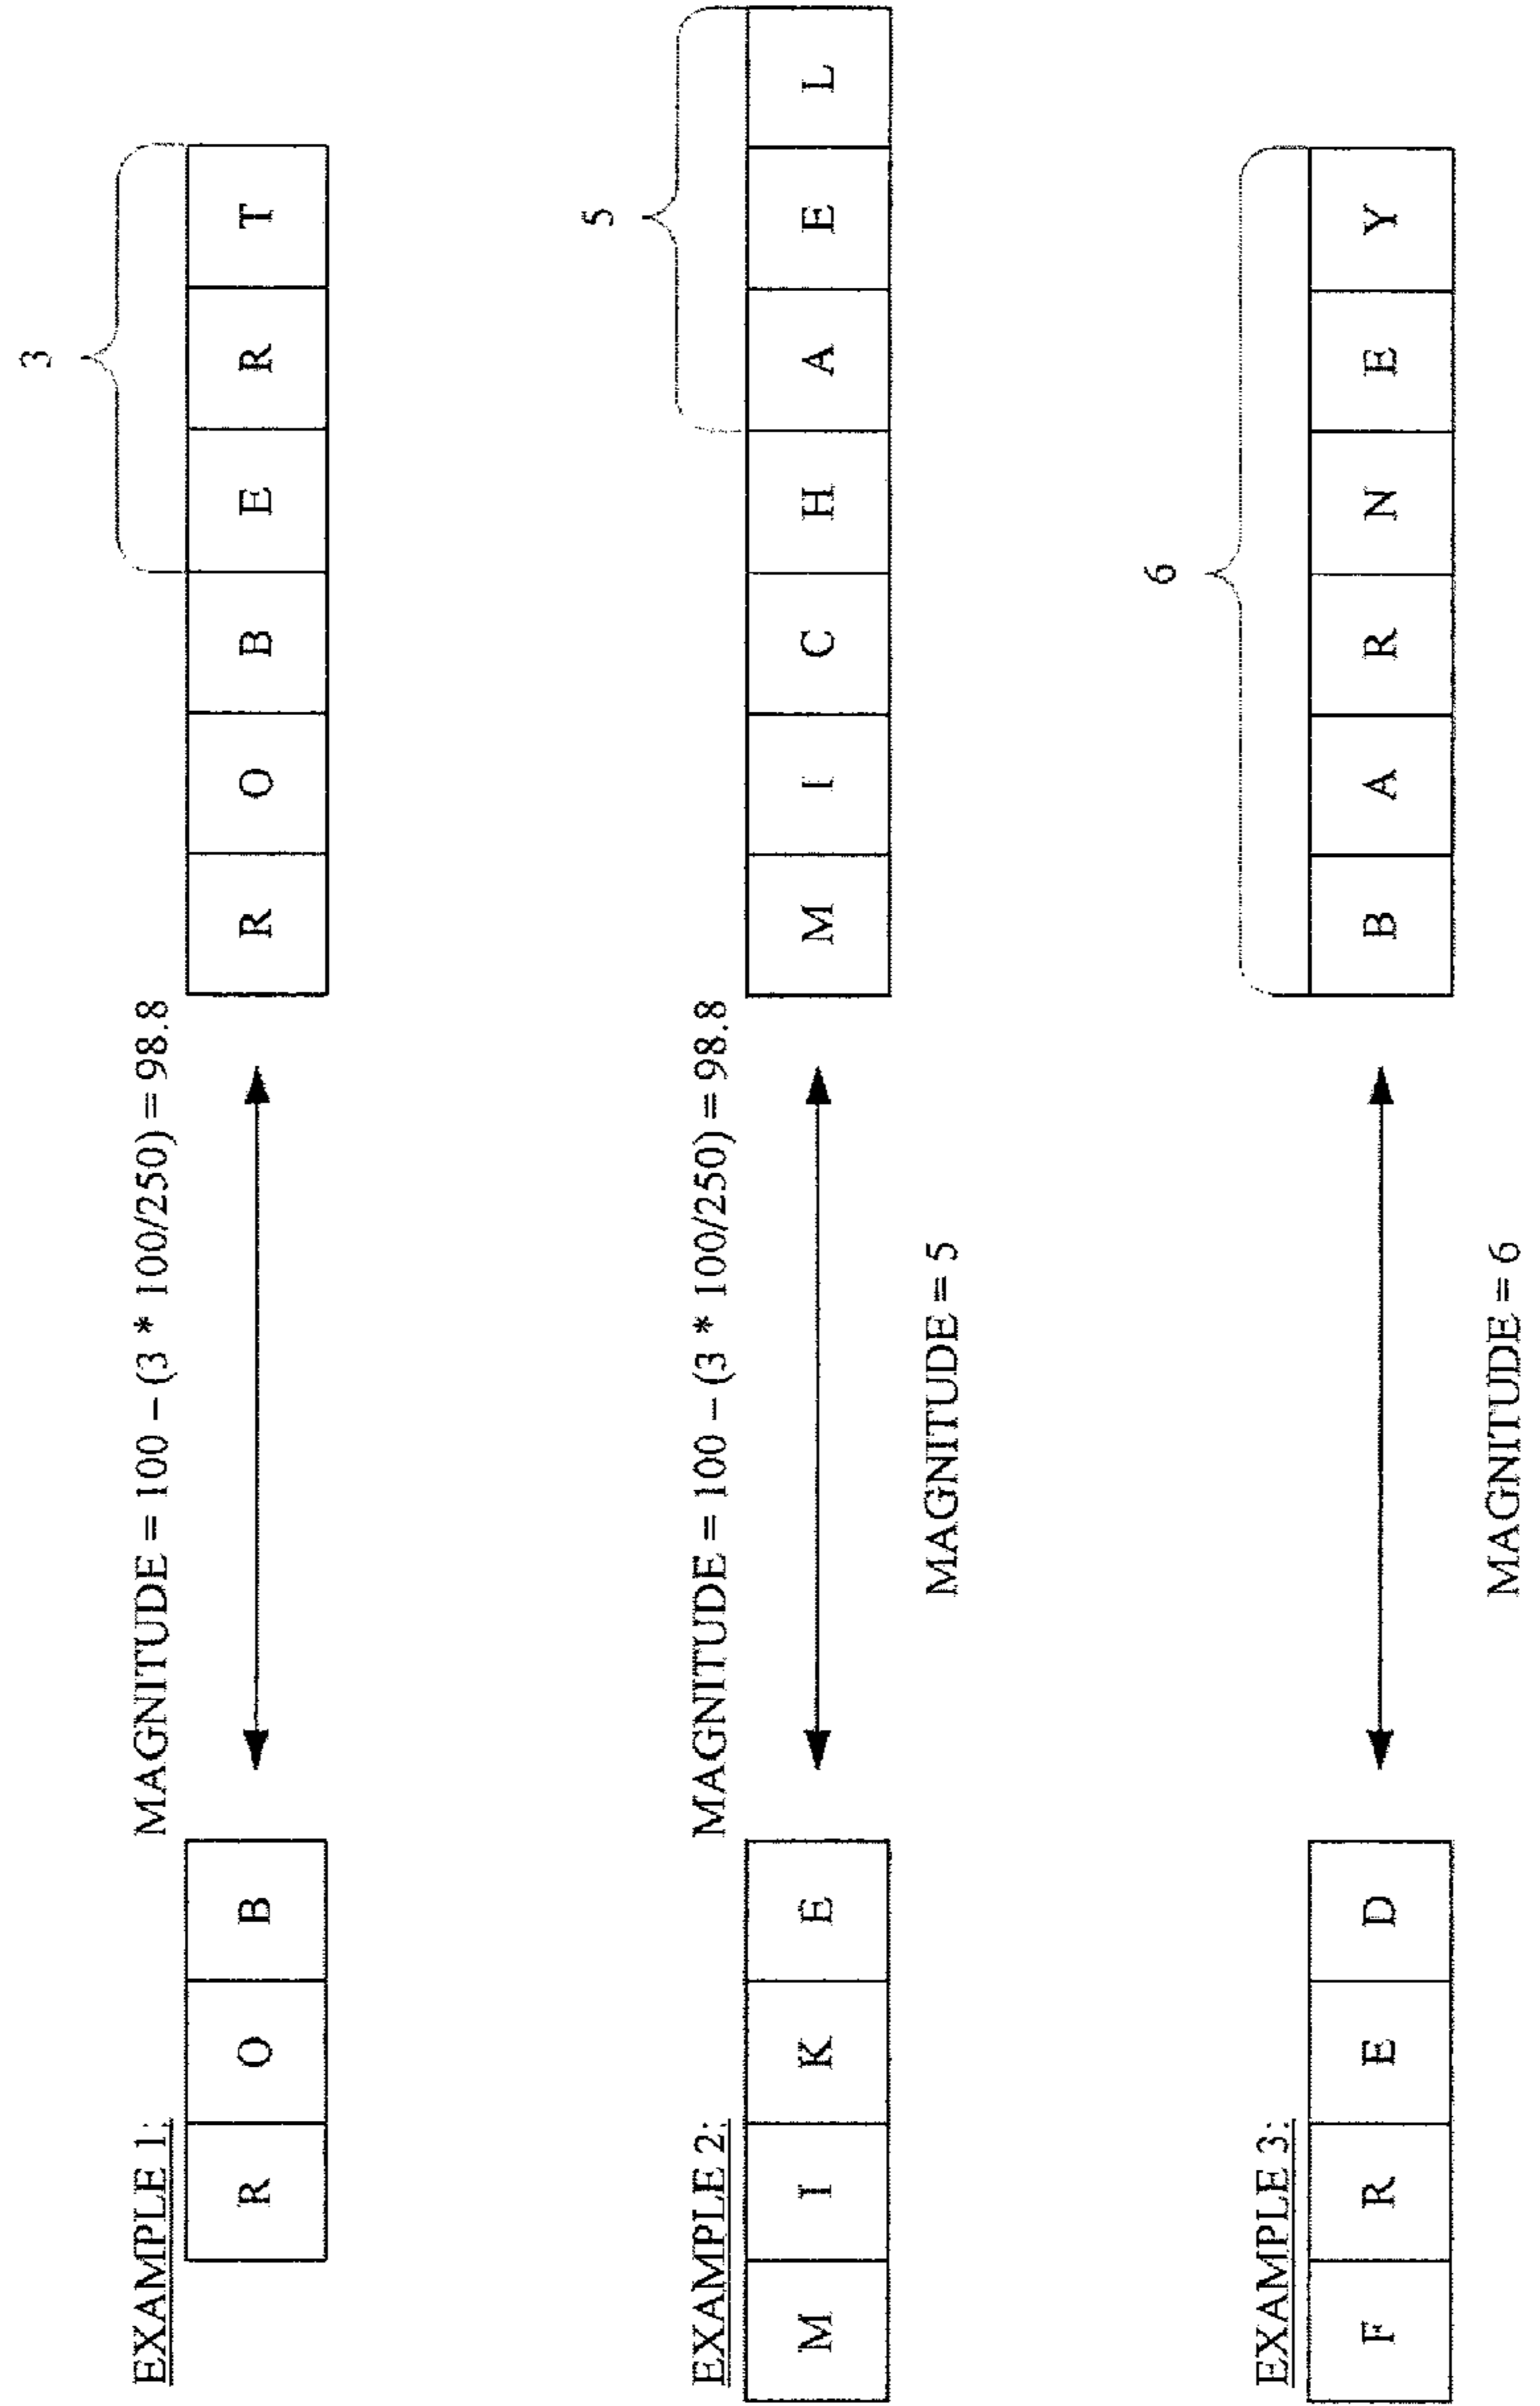 EXAMPLE 1:
MAGNITUDE = 100 – (3 * 100/250) = 98.8
3
R O B
R O B E R T
EXAMPLE 2:
MAGNITUDE = 100 – (3 * 100/250) = 98.8
5
M I K E
M I C H A E L
MAGNITUDE = 5
EXAMPLE 3:
6
F R E D
B A R N E Y
MAGNITUDE = 6